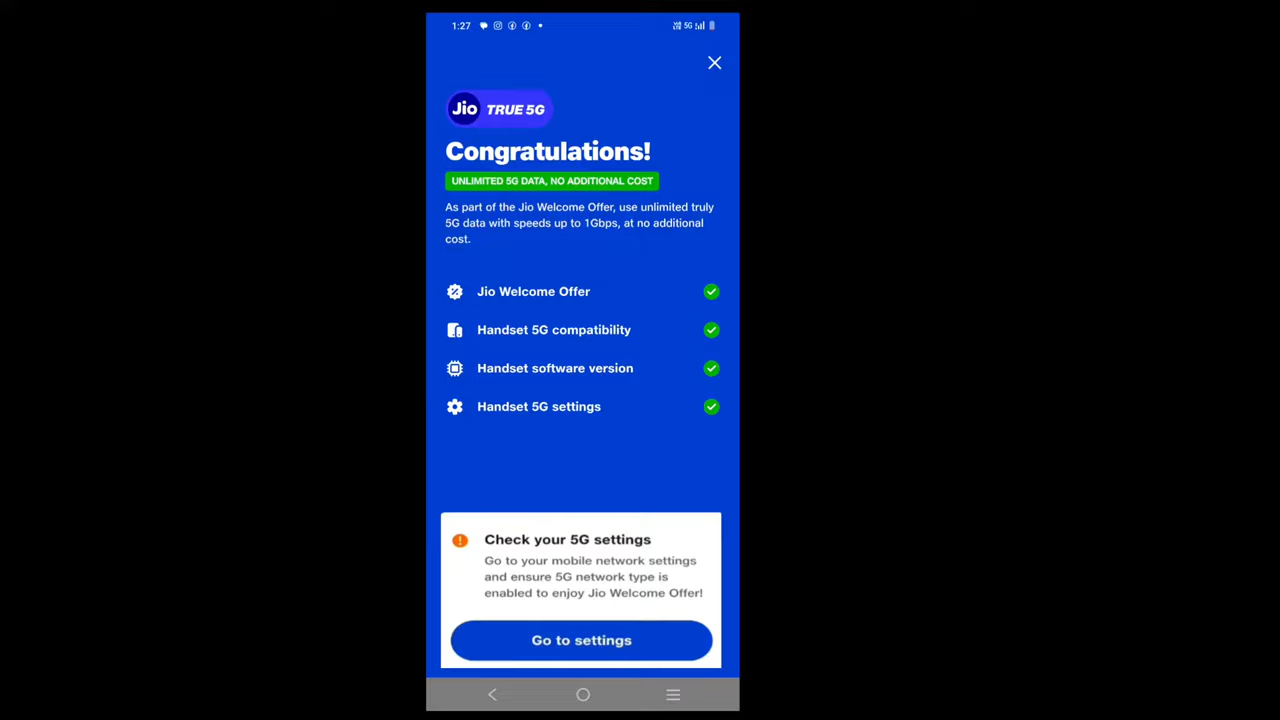 1:27 5G
Jio TRUE 5G
Congratulations!
UNLIMITED 5G DATA, NO ADDITIONAL COST
As part of the Jio Welcome Offer, use unlimited truly
5G data with speeds up to 1Gbps, at no additional
cost.
Jio Welcome Offer
Handset 5G compatibility
Handset software version
Handset 5G settings
Check your 5G settings
Go to your mobile network settings
and ensure 5G network type is
enabled to enjoy Jio Welcome Offer!
Go to settings